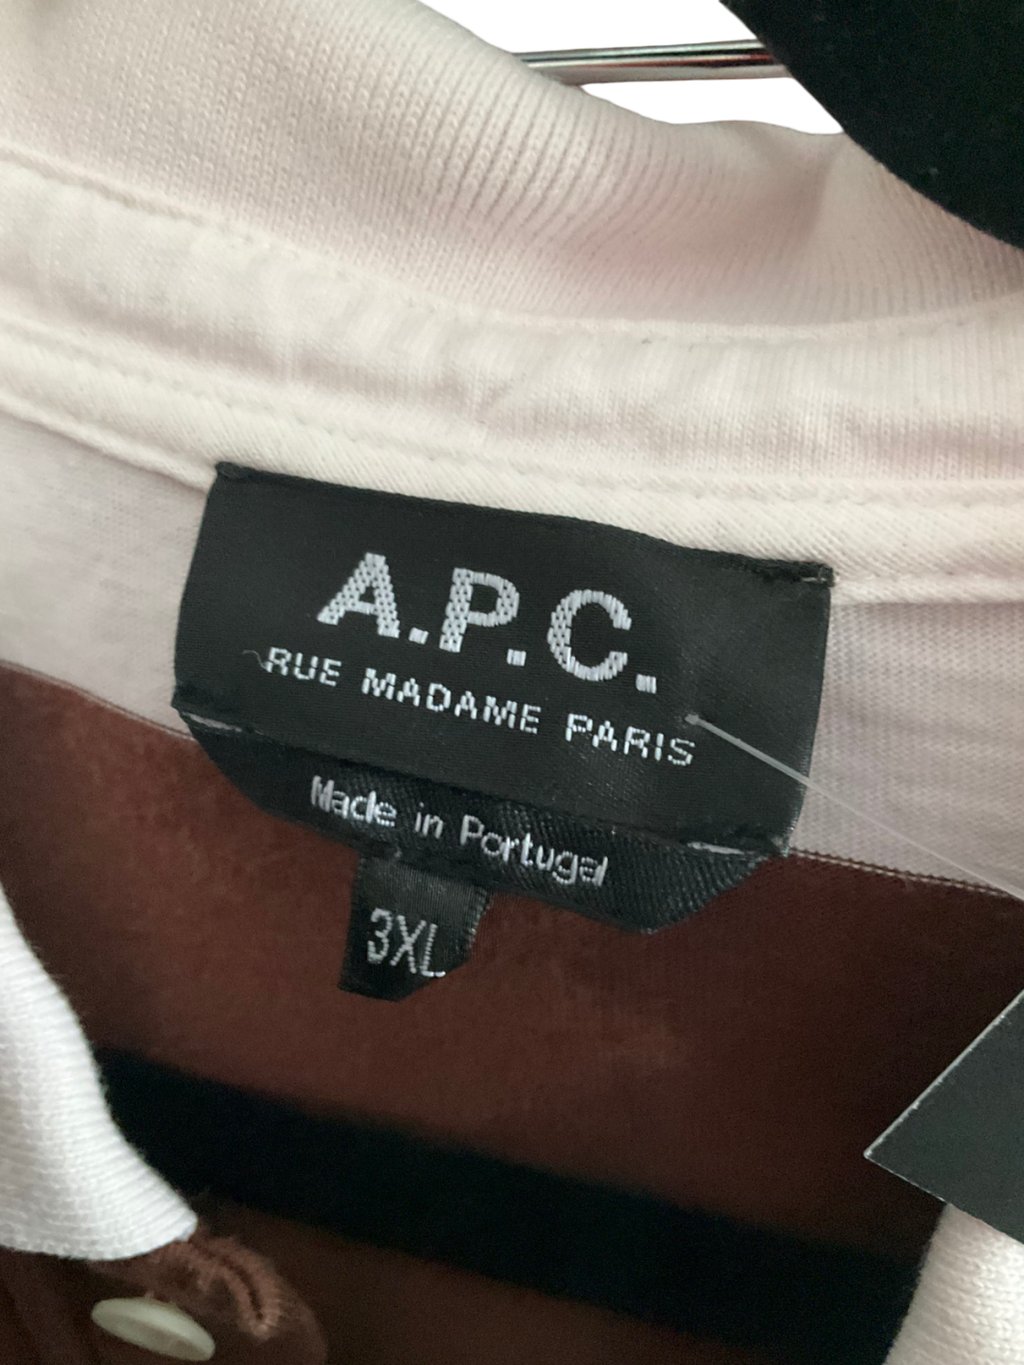 A.P.C.
RUE MADAME PARIS
Made in Portugal
3XL